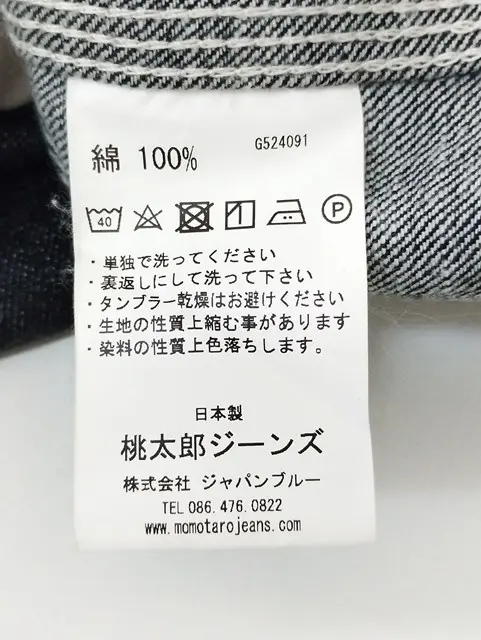 綿 100%
G524091
40
P
・単独で洗ってください
・裏返しにして洗って下さい
・タンブラー乾燥はお避けください
・生地の性質上縮む事があります
・染料の性質上色落ちします。
日本製
桃太郎ジーンズ
株式会社 ジャパンブルー
TEL 086.476.0822
www.momotarojeans.com